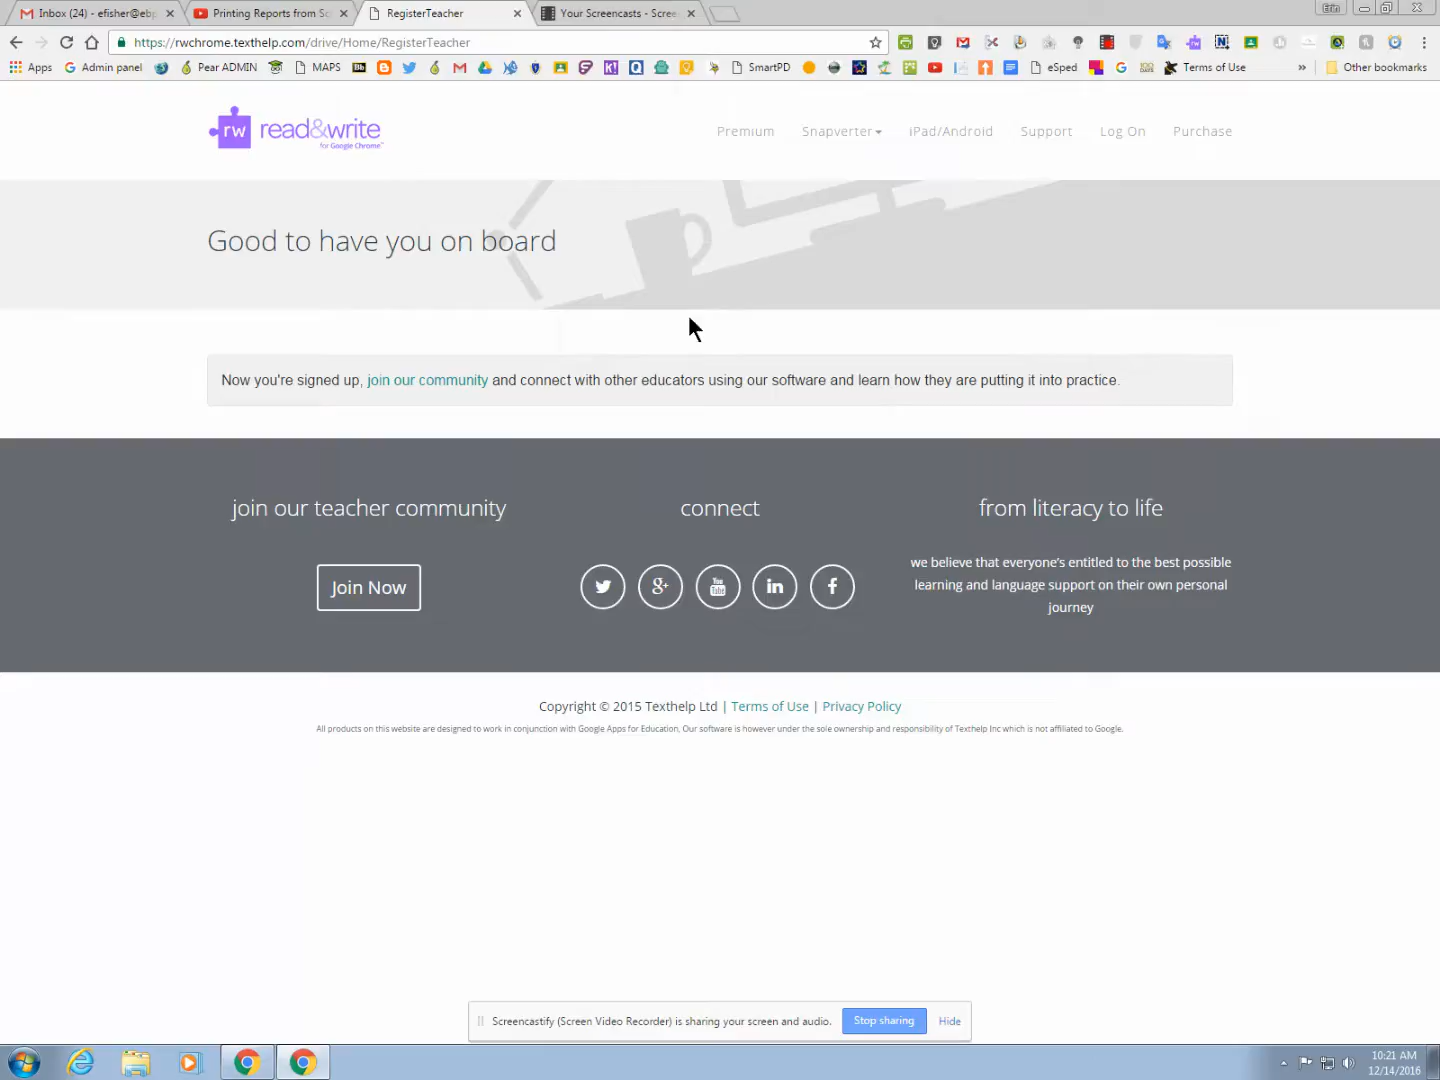 Inbox (24) - efisher@ebp
Printing Reports from Sc
RegisterTeacher
Your Screencasts - Scree
Erin
https://rwchrome.texthelp.com/drive/Home/RegisterTeacher
Apps
Admin panel
Pear ADMIN
MAPS
Bb
SmartPD
eSped
Terms of Use
Other bookmarks
rw
read&write
for Google Chrome™
Premium
Snapverter
iPad/Android
Support
Log On
Purchase
Good to have you on board
Now you're signed up, join our community and connect with other educators using our software and learn how they are putting it into practice.
join our teacher community
Join Now
connect
from literacy to life
we believe that everyone's entitled to the best possible
learning and language support on their own personal
journey
Copyright © 2015 Texthelp Ltd | Terms of Use | Privacy Policy
All products on this website are designed to work in conjunction with Google Apps for Education. Our software is however under the sole ownership and responsibility of Texthelp Inc which is not affiliated to Google.
Screencastify (Screen Video Recorder) is sharing your screen and audio.
Stop sharing
Hide
10:21 AM
12/14/2016